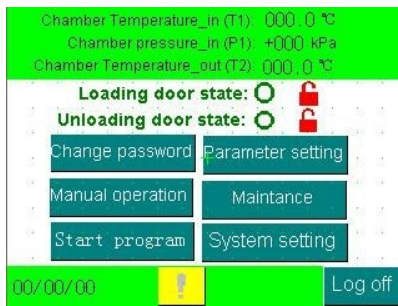 Chamber Temperature_in (T1): 000.0 ℃
Chamber pressure_in (P1): +000 kPa
Chamber Temperature_out (T2): 000.0 ℃
Loading door state:
Unloading door state:
Change password Parameter setting
Manual operation Maintance
Start program System setting
00/00/00 ! Log off